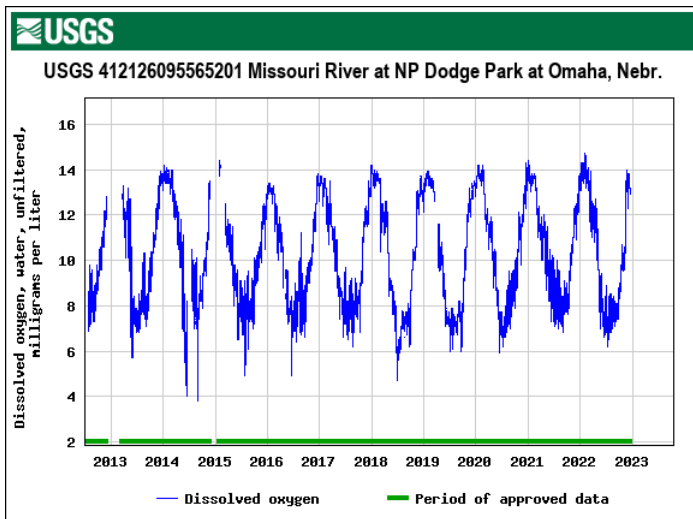 USGS
USGS 412126095565201 Missouri River at NP Dodge Park at Omaha, Nebr.
Dissolved oxygen, water, unfiltered,
milligrams per liter
16
14
12
10
8
6
4
2
2013 2014 2015 2016 2017 2018 2019 2020 2021 2022 2023
Dissolved oxygen Period of approved data